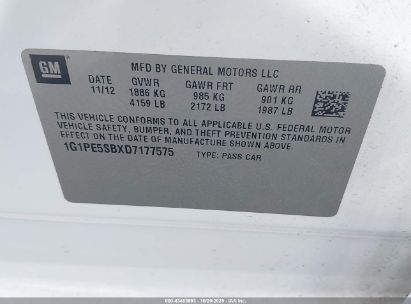 GM
MFD BY GENERAL MOTORS LLC
DATE GVWR GAWR FRT GAWR RR
11/12 1886 KG 985 KG 901 KG
4159 LB 2172 LB 1987 LB
THIS VEHICLE CONFORMS TO ALL APPLICABLE U.S. FEDERAL MOTOR
VEHICLE SAFETY, BUMPER, AND THEFT PREVENTION STANDARDS IN
EFFECT ON THE DATE OF MANUFACTURE SHOWN ABOVE.
1G1PE5SBXD7177575 TYPE: PASS CAR